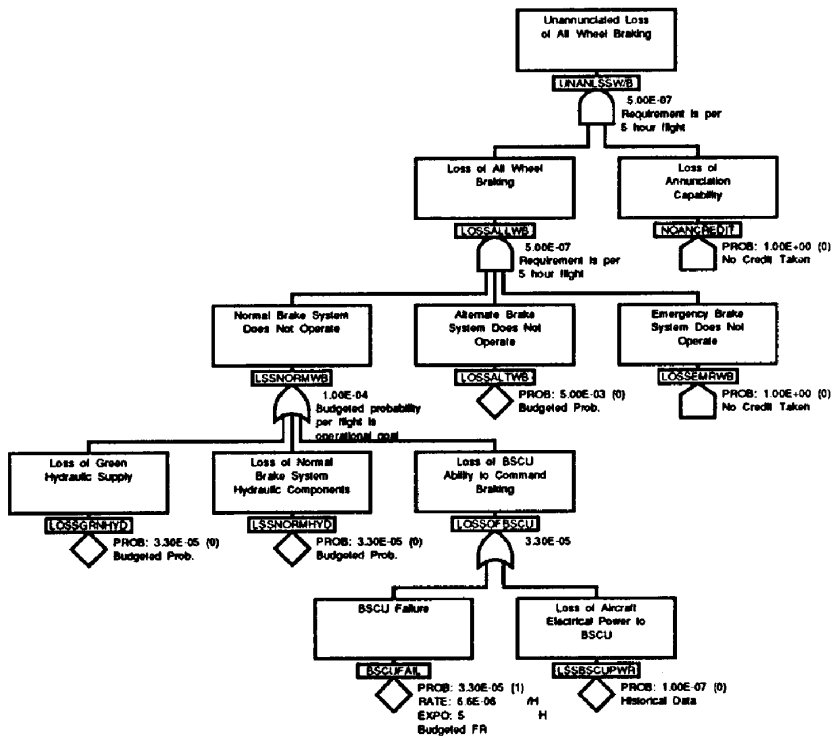 Unannunciated Loss
of All Wheel Braking
UNANLSSWB
5.00E-07
Requirement is per
5 hour flight
Loss of All Wheel
Braking
Loss of
Annunciation
Capability
LOSSALLWB
NOANCREDIT
5.00E-07
Requirement is per
5 hour flight
PROB: 1.00E+00 (0)
No Credit Taken
Normal Brake System
Does Not Operate
Alternate Brake
System Does Not
Operate
Emergency Brake
System Does Not
Operate
LSSNORMWB
LOSSALTWB
LOSSEMRWB
1.00E-04
Budgeted probability
per flight is
operational goal
PROB: 5.00E-03 (0)
Budgeted Prob.
PROB: 1.00E+00 (0)
No Credit Taken
Loss of Green
Hydraulic Supply
Loss of Normal
Brake System
Hydraulic Components
Loss of BSCU
Ability to Command
Braking
LOSSGRNHYD
LSSNORMHYD
LOSSOFBSCU
PROB: 3.30E-05 (0)
Budgeted Prob.
PROB: 3.30E-05 (0)
Budgeted Prob.
3.30E-05
BSCU Failure
Loss of Aircraft
Electrical Power to
BSCU
BSCUFAIL
LSSBSCUPWR
PROB: 3.30E-05 (1)
RATE: 6.6E-06 /H
EXPO: 5 H
Budgeted FR
PROB: 1.00E-07 (0)
Historical Data